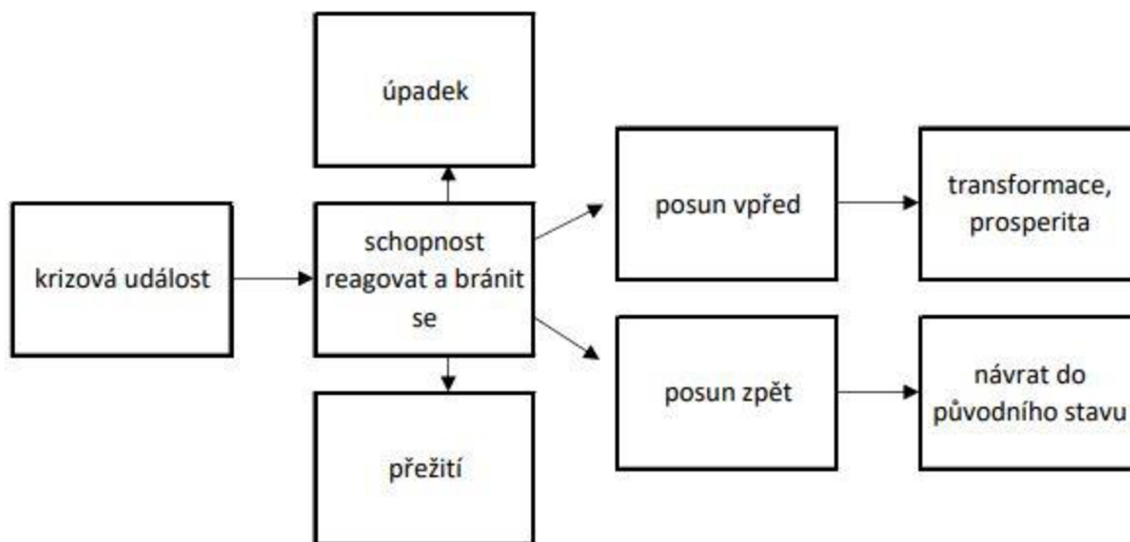 úpadek
posun vpřed
transformace,
prosperita
krizová událost
schopnost
reagovat a bránit
se
posun zpět
návrat do
původního stavu
přežití